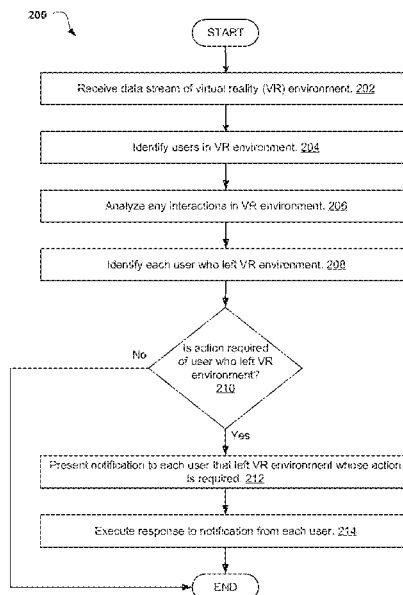 200
START
Receive data stream of virtual reality (VR) environment. 202
Identify users in VR environment. 204
Analyze any interactions in VR environment. 206
Identify each user who left VR environment. 208
No
Is action required
of user who left VR
environment?
210
Yes
Present notification to each user that left VR environment whose action
is required. 212
Execute response to notification from each user. 214
END